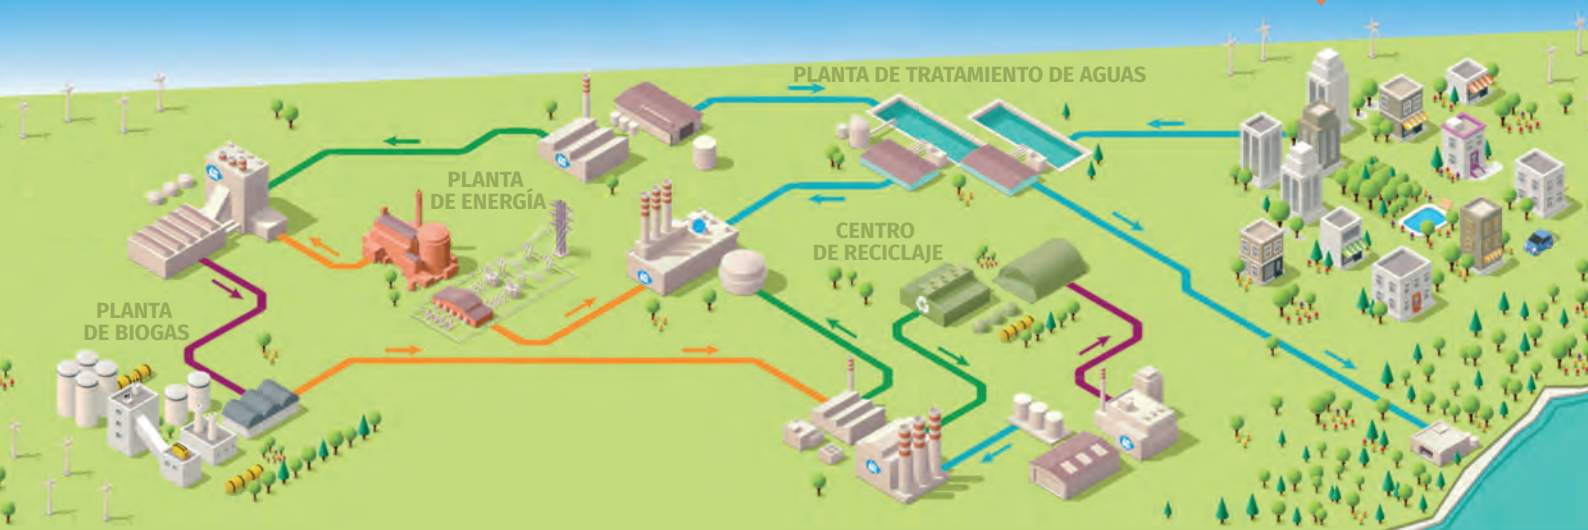 PLANTA DE TRATAMIENTO DE AGUAS
PLANTA
DE ENERGÍA
CENTRO
DE RECICLAJE
PLANTA
DE BIOGAS